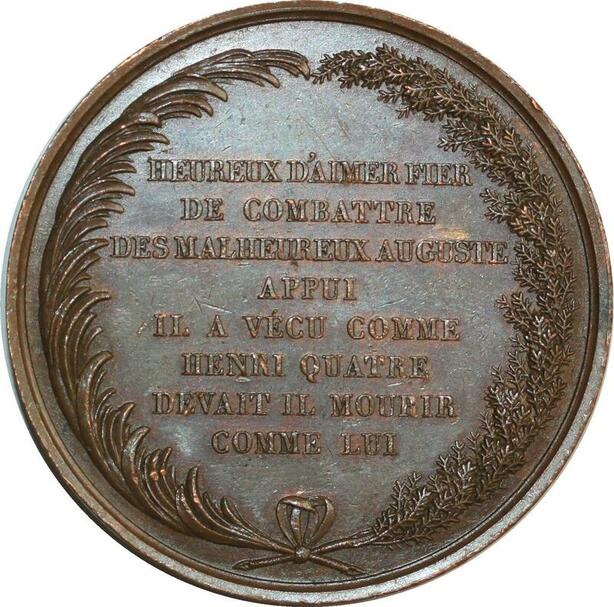 HEUREUX D'AIMER FIER
DE COMBATTRE
DES MALHEUREUX AUGUSTE
APPUI
IL A VÉCU COMME
HENRI QUATRE
DEVAIT IL MOURIR
COMME LUI